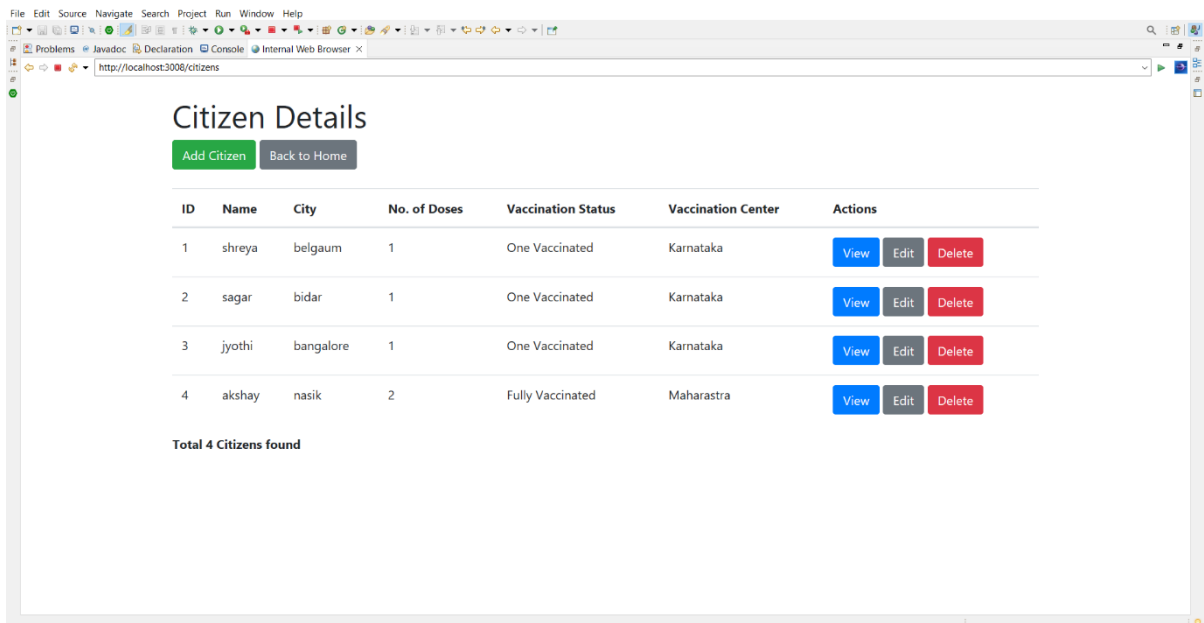 File Edit Source Navigate Search Project Run Window Help
Problems Javadoc Declaration Console Internal Web Browser
http://localhost:3008/citizens
Citizen Details
Add Citizen Back to Home
ID Name City No. of Doses Vaccination Status Vaccination Center Actions
1 shreya belgaum 1 One Vaccinated Karnataka View Edit Delete
2 sagar bidar 1 One Vaccinated Karnataka View Edit Delete
3 jyothi bangalore 1 One Vaccinated Karnataka View Edit Delete
4 akshay nasik 2 Fully Vaccinated Maharastra View Edit Delete
Total 4 Citizens found